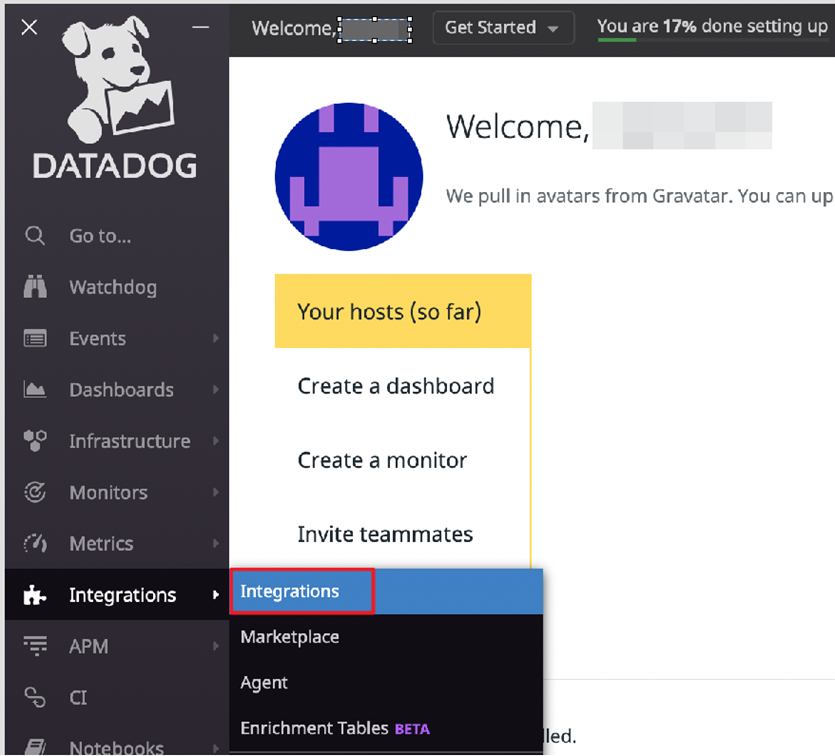 Welcome,
Get Started
You are 17% done setting up
DATADOG
Go to...
Watchdog
Events
Dashboards
Infrastructure
Monitors
Metrics
Integrations
APM
CI
Notebooks
Welcome,
We pull in avatars from Gravatar. You can up
Your hosts (so far)
Create a dashboard
Create a monitor
Invite teammates
Integrations
Marketplace
Agent
Enrichment Tables BETA
lled.